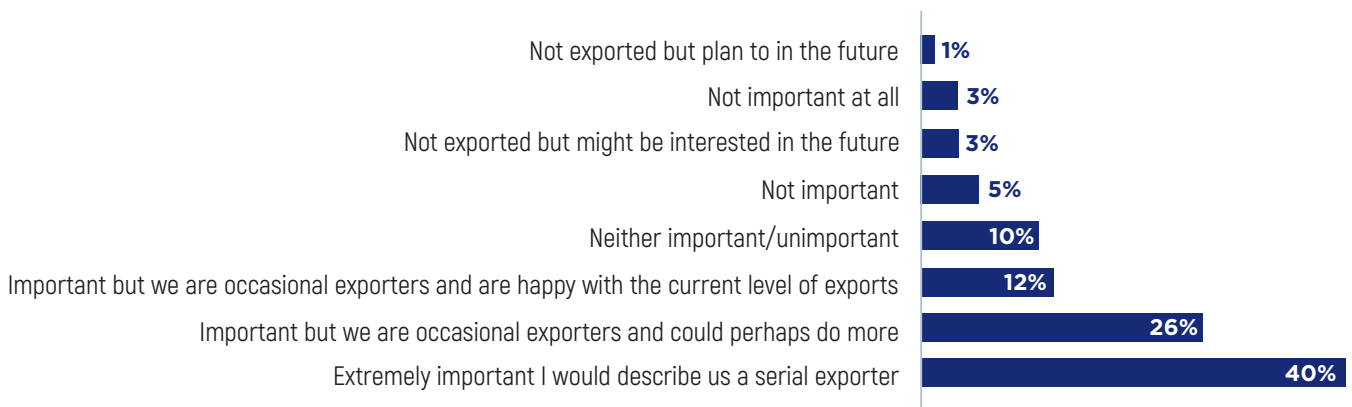 Not exported but plan to in the future 1%
Not important at all 3%
Not exported but might be interested in the future 3%
Not important 5%
Neither important/unimportant 10%
Important but we are occasional exporters and are happy with the current level of exports 12%
Important but we are occasional exporters and could perhaps do more 26%
Extremely important I would describe us a serial exporter 40%